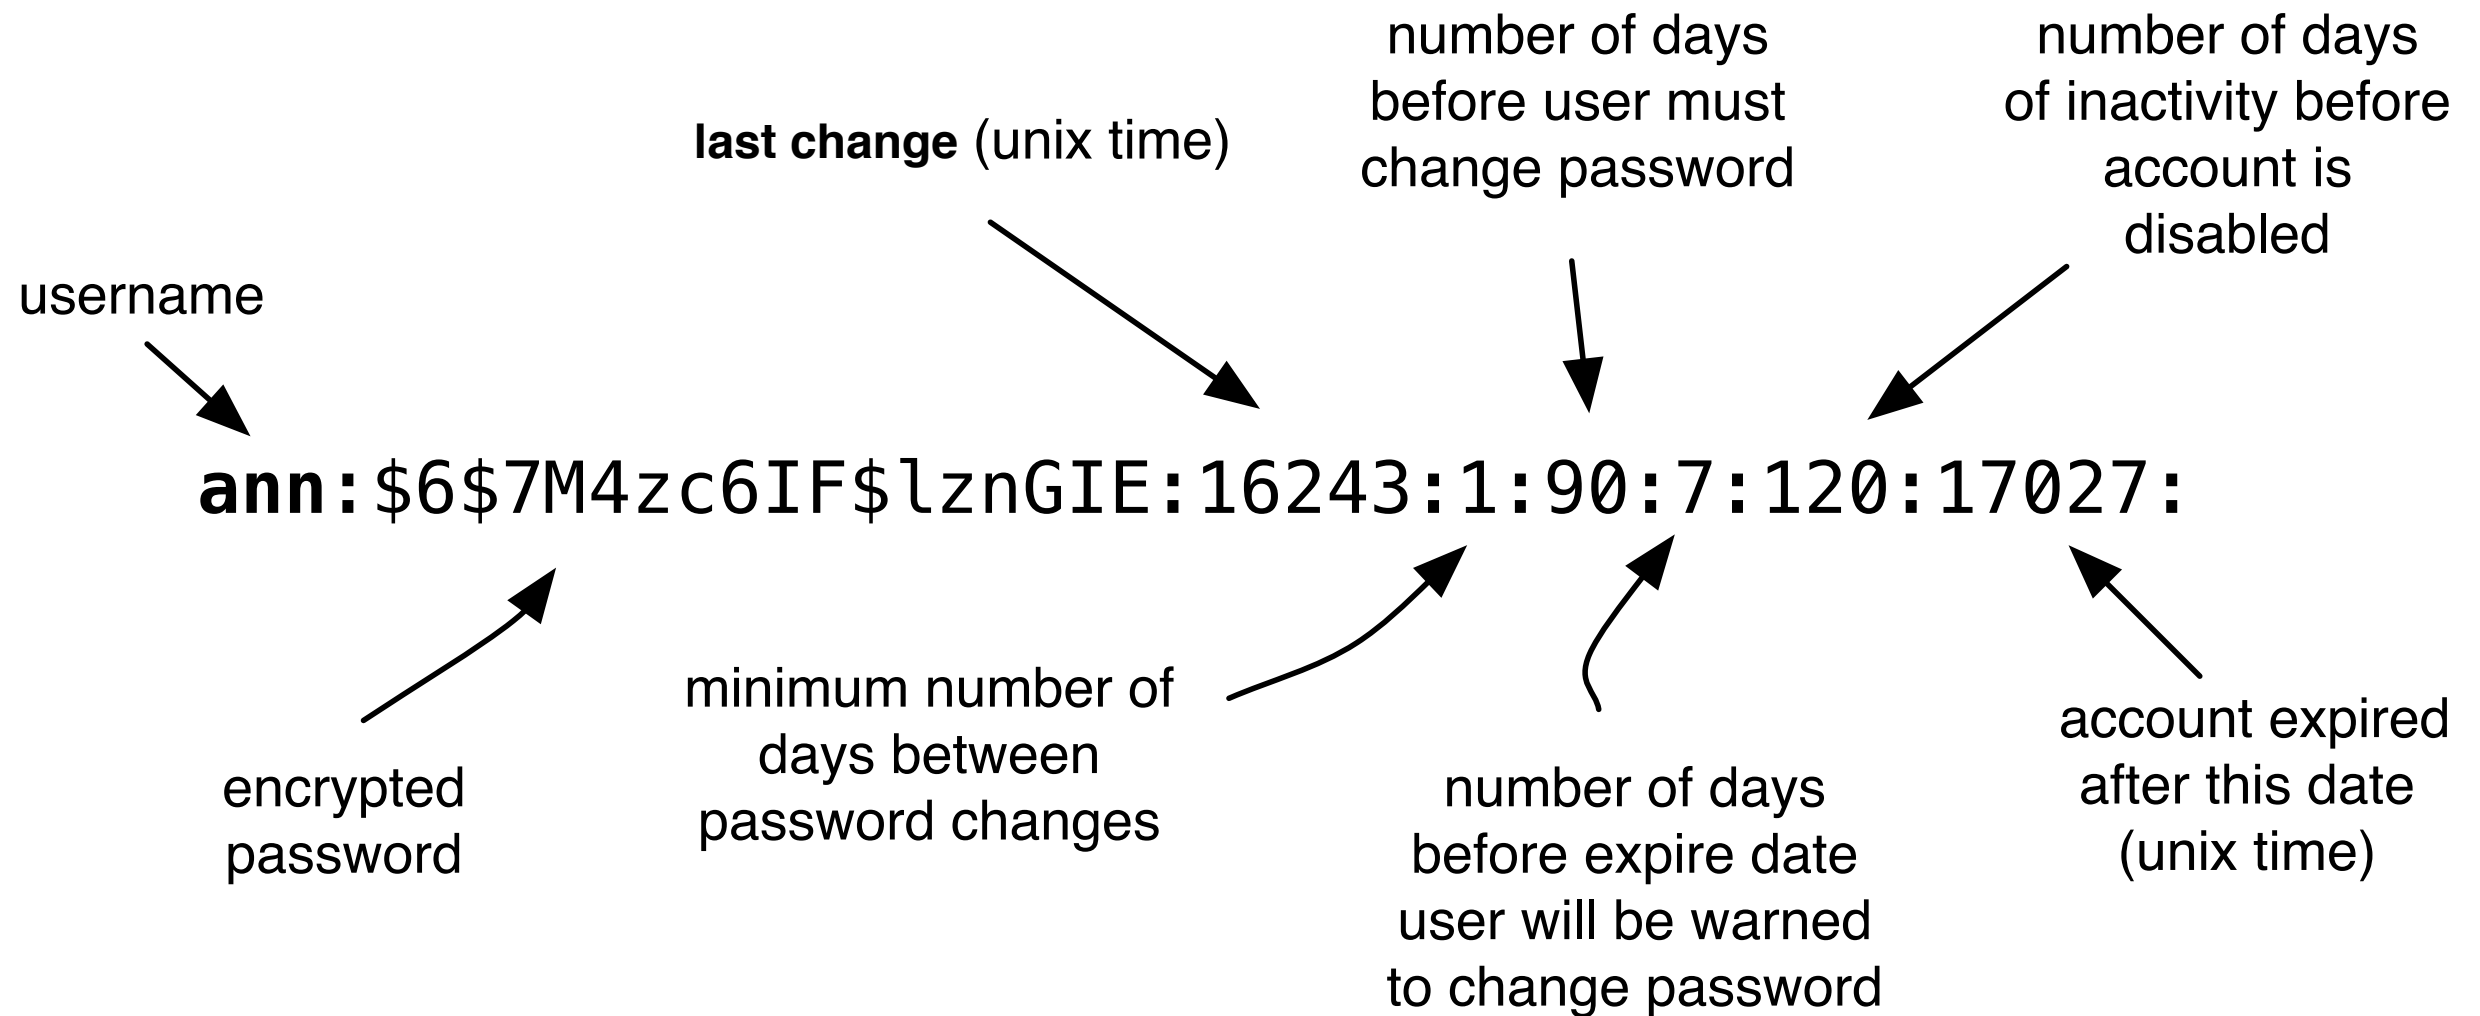 number of days
before user must
change password
number of days
of inactivity before
account is
disabled
last change (unix time)
username
ann:$6$7M4zc6IF$lznGIE:16243:1:90:7:120:17027:
encrypted
password
minimum number of
days between
password changes
number of days
before expire date
user will be warned
to change password
account expired
after this date
(unix time)